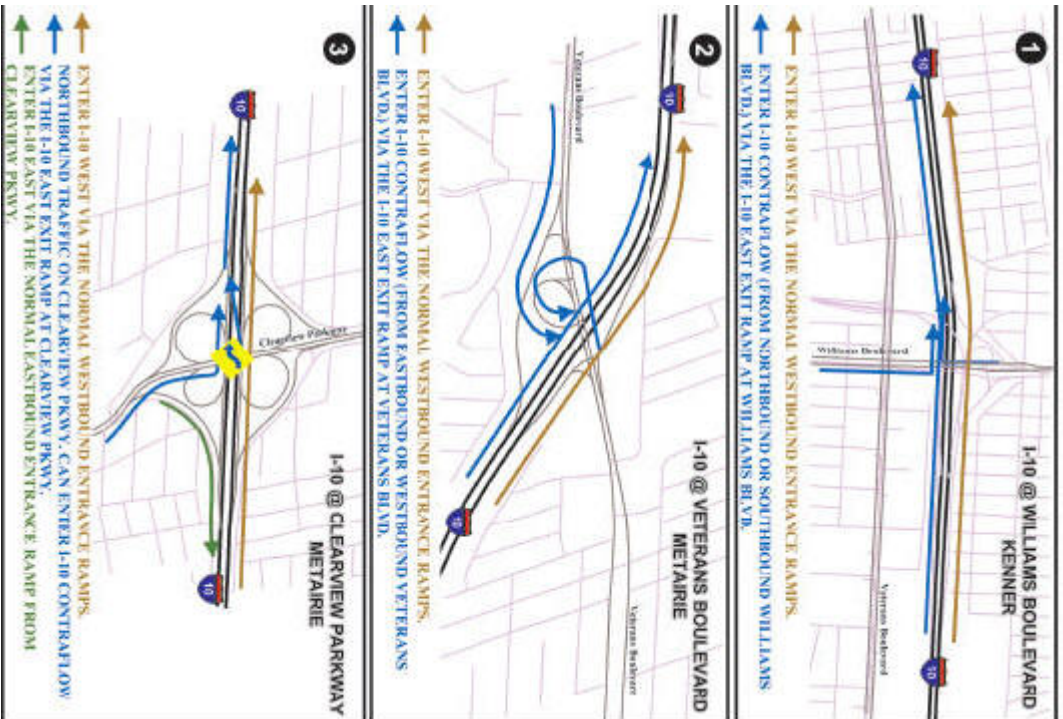 1
I-10 @ WILLIAMS BOULEVARD
KENNER
10
10
Williams Boulevard
Veterans Boulevard
ENTER I-10 WEST VIA THE NORMAL WESTBOUND ENTRANCE RAMPS.
ENTER I-10 CONTRAFLOW (FROM NORTHBOUND OR SOUTHBOUND WILLIAMS
BLVD.) VIA THE I-10 EAST EXIT RAMP AT WILLIAMS BLVD.
2
I-10 @ VETERANS BOULEVARD
METAIRIE
10
10
Veterans Boulevard
Veterans Boulevard
ENTER I-10 WEST VIA THE NORMAL WESTBOUND ENTRANCE RAMPS.
ENTER I-10 CONTRAFLOW (FROM EASTBOUND OR WESTBOUND VETERANS
BLVD.) VIA THE I-10 EAST EXIT RAMP AT VETERANS BLVD.
3
I-10 @ CLEARVIEW PARKWAY
METAIRIE
10
10
Clearview Parkway
ENTER I-10 WEST VIA THE NORMAL WESTBOUND ENTRANCE RAMPS.
NORTHBOUND TRAFFIC ON CLEARVIEW PKWY. CAN ENTER I-10 CONTRAFLOW
VIA THE I-10 EAST EXIT RAMP AT CLEARVIEW PKWY.
ENTER I-10 EAST VIA THE NORMAL EASTBOUND ENTRANCE RAMP FROM
CLEARVIEW PKWY.